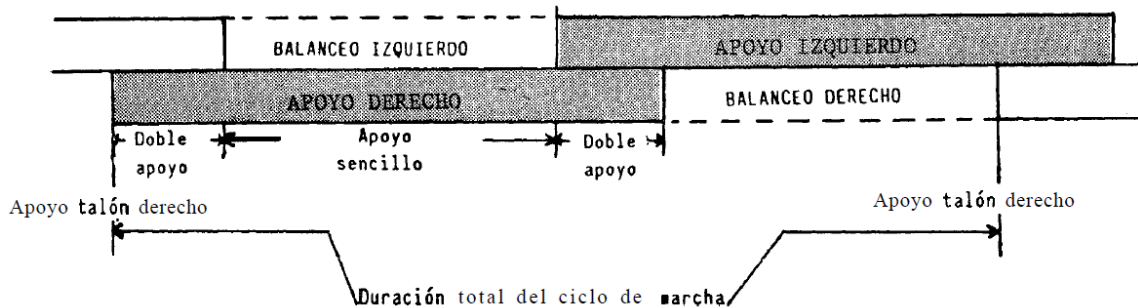 BALANCEO IZQUIERDO
APOYO IZQUIERDO
APOYO DERECHO
BALANCEO DERECHO
Doble
apoyo
Apoyo
sencillo
Doble
apoyo
Apoyo talón derecho
Apoyo talón derecho
Duración total del ciclo de marcha